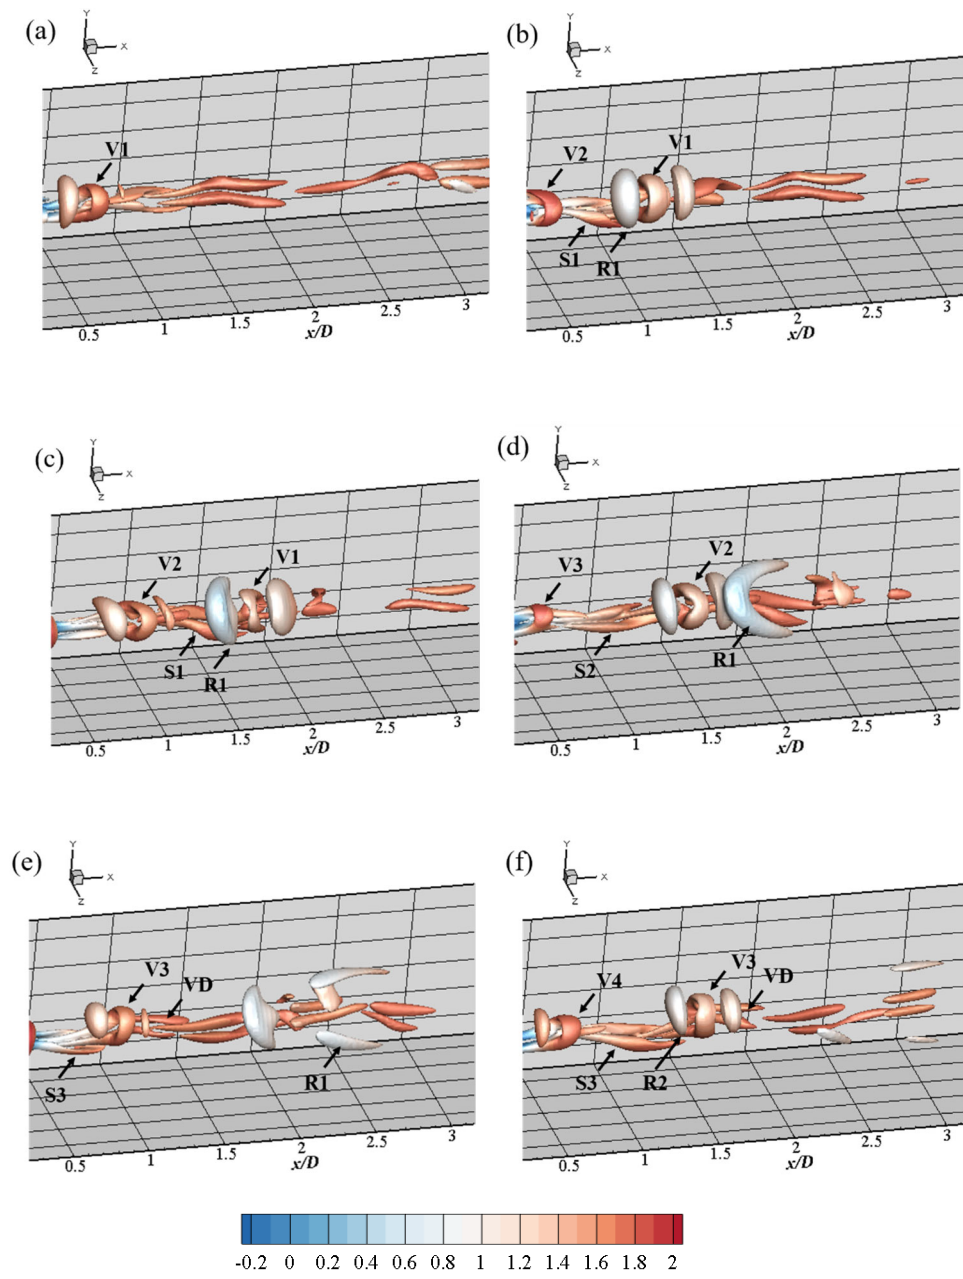 (a)
Y
X
Z
V1
0.5
1
1.5
2
2.5
3
x/D
(b)
Y
X
Z
V2
V1
S1
R1
0.5
1
1.5
2
2.5
3
x/D
(c)
Y
X
Z
V2
V1
S1
R1
0.5
1
1.5
2
2.5
3
x/D
(d)
Y
X
Z
V3
V2
S2
R1
0.5
1
1.5
2
2.5
3
x/D
(e)
Y
X
Z
V3
VD
S3
R1
0.5
1
1.5
2
2.5
3
x/D
(f)
Y
X
Z
V4
V3
VD
S3
R2
0.5
1
1.5
2
2.5
3
x/D
-0.2 0 0.2 0.4 0.6 0.8 1 1.2 1.4 1.6 1.8 2